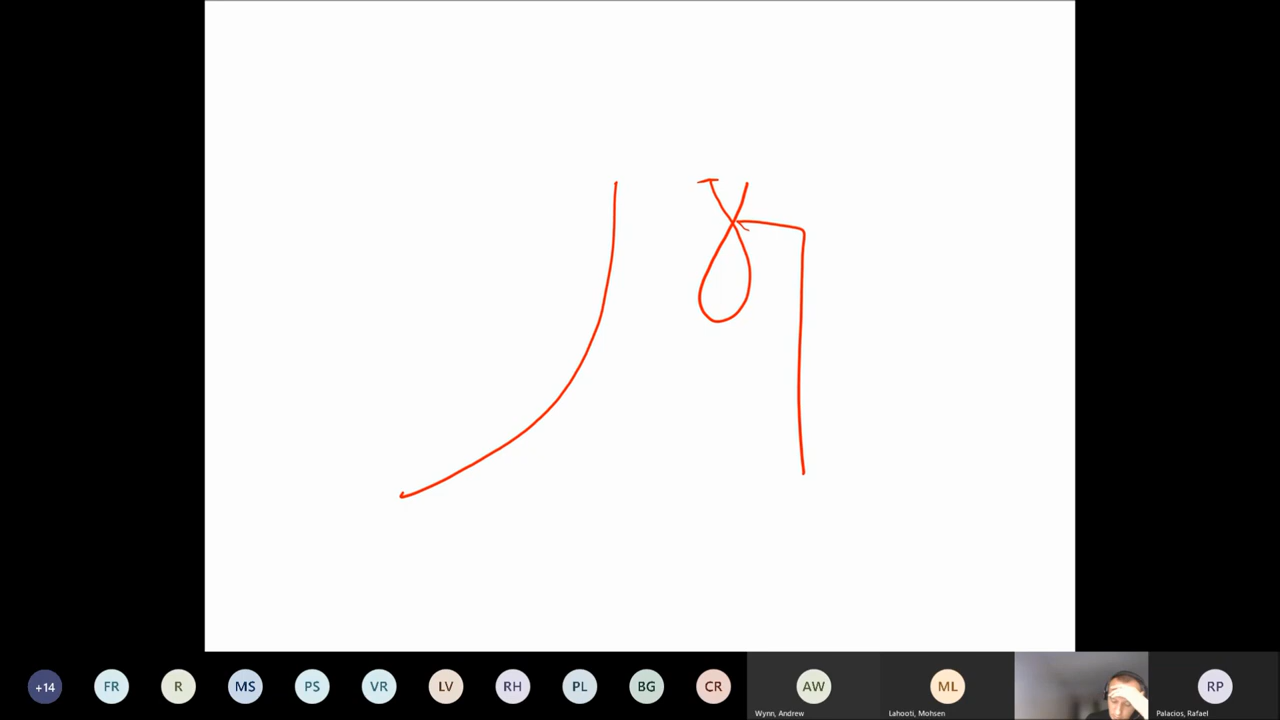 +14
FR
R
MS
PS
VR
LV
RH
PL
BG
CR
AW
ML
RP
Wynn, Andrew
Lahooti, Mohsen
Palacios, Rafael